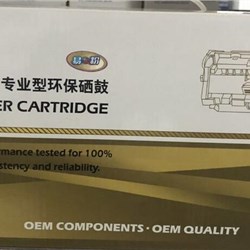 专业型环保硒鼓
ER CARTRIDGE
ormance tested for 100%
stency and reliability.
OEM COMPONENTS · OEM QUALITY